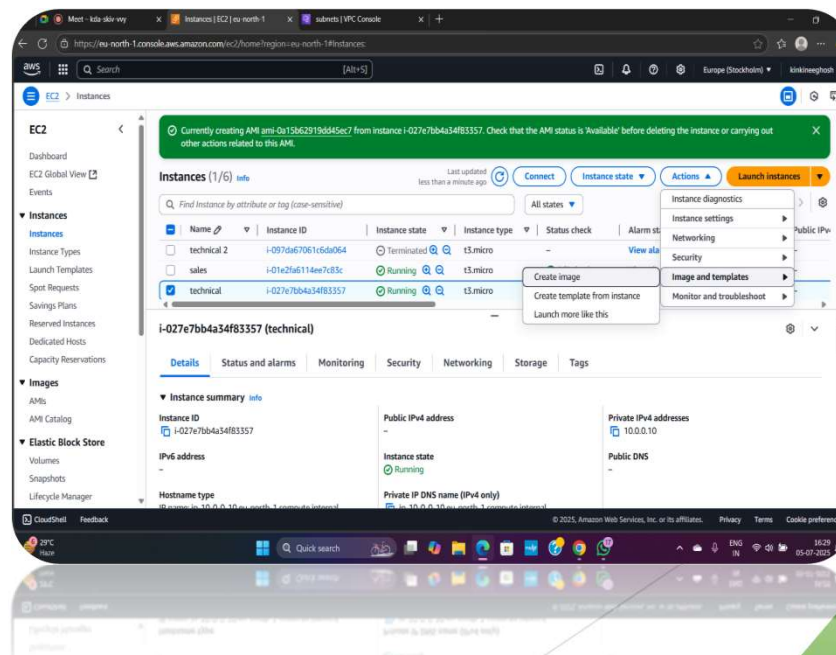 Meet – kda-skiv-wvy
Instances | EC2 | eu-north-1
subnets | VPC Console
https://eu-north-1.console.aws.amazon.com/ec2/home?region=eu-north-1#Instances:
aws
Search
[Alt+S]
Europe (Stockholm)
kinkineeghosh
EC2 > Instances
EC2
Dashboard
EC2 Global View
Events
Instances
Instances
Instance Types
Launch Templates
Spot Requests
Savings Plans
Reserved Instances
Dedicated Hosts
Capacity Reservations
Images
AMIs
AMI Catalog
Elastic Block Store
Volumes
Snapshots
Lifecycle Manager
Currently creating AMI ami-0a15b62919dd45ec7 from instance i-027e7bb4a34f83357. Check that the AMI status is 'Available' before deleting the instance or carrying out
other actions related to this AMI.
Instances (1/6) Info
Last updated
less than a minute ago
Connect
Instance state
Actions
Launch instances
Find Instance by attribute or tag (case-sensitive)
All states
Name Instance ID Instance state Instance type Status check Alarm st Public IPv
technical 2 i-097da67061c6da064 Terminated t3.micro – View ala
sales i-01e2fa6114ee7c83c Running t3.micro
technical i-027e7bb4a34f83357 Running t3.micro
Instance diagnostics
Instance settings
Networking
Security
Image and templates
Monitor and troubleshoot
Create image
Create template from instance
Launch more like this
i-027e7bb4a34f83357 (technical)
Details Status and alarms Monitoring Security Networking Storage Tags
Instance summary Info
Instance ID
i-027e7bb4a34f83357
Public IPv4 address
–
Private IPv4 addresses
10.0.0.10
IPv6 address
–
Instance state
Running
Public DNS
–
Hostname type
Private IP DNS name (IPv4 only)
CloudShell Feedback
© 2025, Amazon Web Services, Inc. or its affiliates. Privacy Terms Cookie preferenc
29°C
Haze
Quick search
ENG
IN
1629
05-07-2025